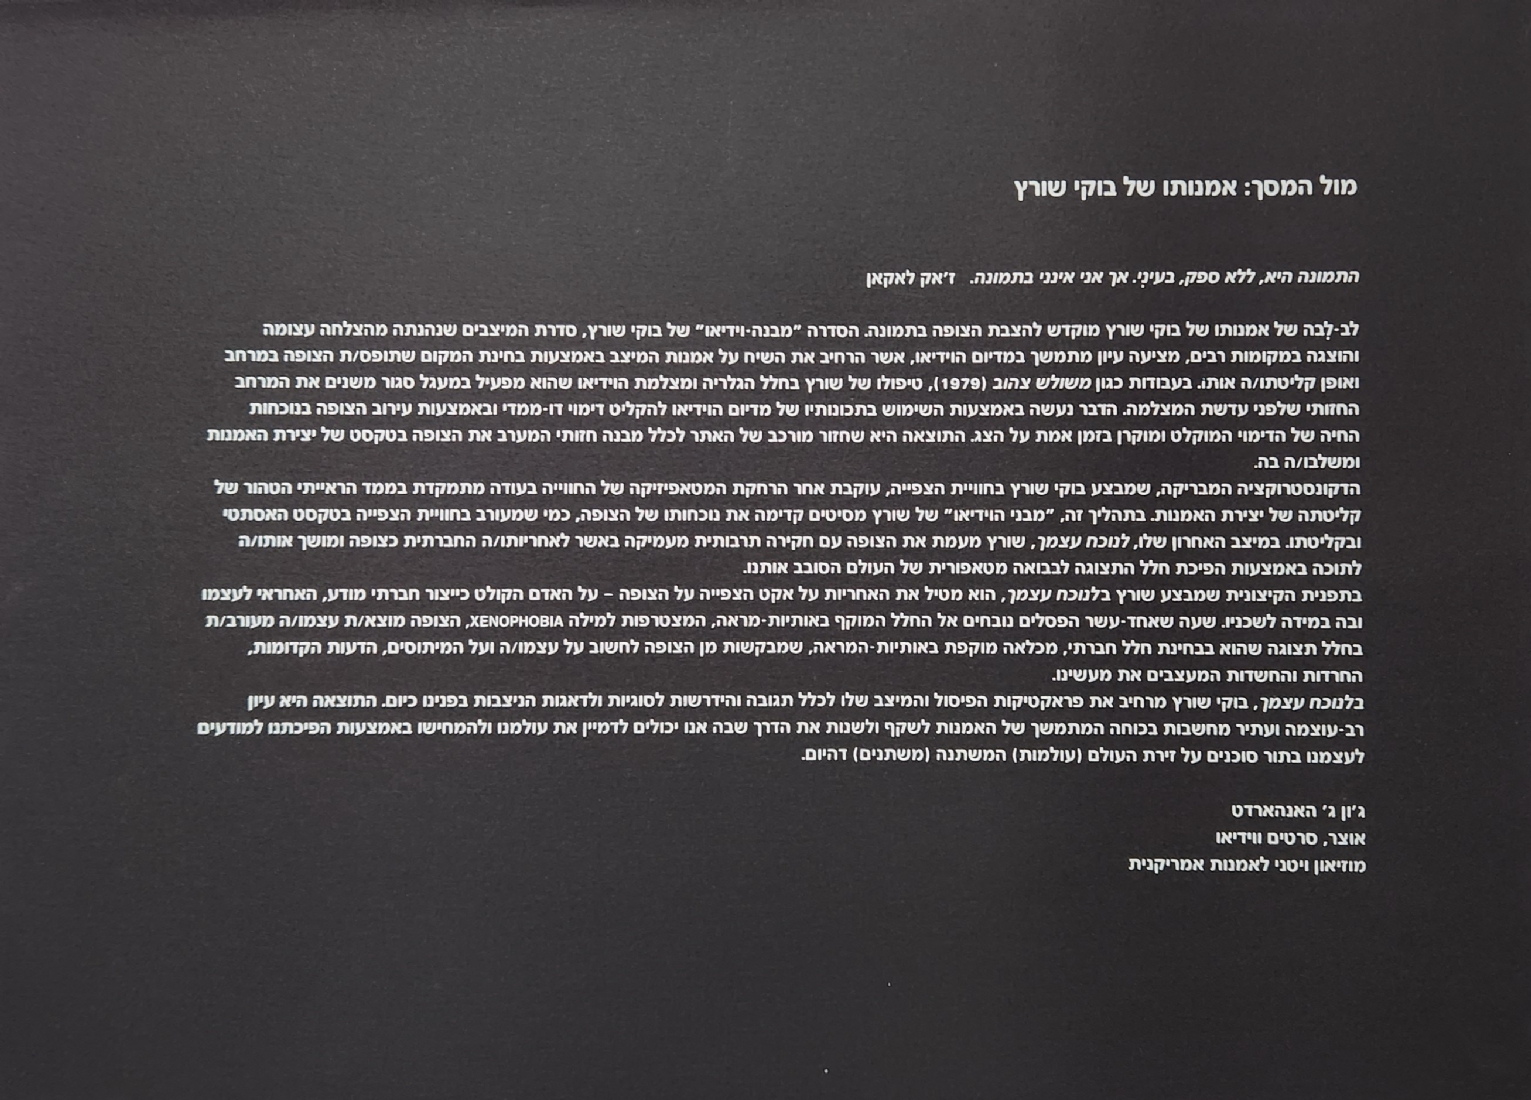 מול המסך: אמנותו של בוקי שורץ
התמונה היא, ללא ספק, בעינִי. אך אני אינני בתמונה. ז׳אק לאקאן
לב-לִבה של אמנותו של בוקי שורץ מוקדש להצבת הצופה בתמונה. הסדרה ״מבנה-וידיאו״ של בוקי שורץ, סדרת המיצבים שנהנתה מהצלחה עצומה
והוצגה במקומות רבים, מציעה עיון מתמשך במדיום הוידיאו, אשר הרחיב את השיח על אמנות המיצב באמצעות בחינת המקום שתופס/ת הצופה במרחב
ואופן קליטתו/ה אותו. בעבודות כגון משולש צהוב (1979), טיפולו של שורץ בחלל הגלריה ומצלמת הוידיאו שהוא מפעיל במעגל סגור משנים את המרחב
החזותי שלפני עדשת המצלמה. הדבר נעשה באמצעות השימוש בתכונותיו של מדיום הוידיאו להקליט דימוי דו-ממדי ובאמצעות עירוב הצופה בנוכחות
החיה של הדימוי המוקלט ומוקרן בזמן אמת על הצג. התוצאה היא שחזור מורכב של האתר לכלל מבנה חזותי המערב את הצופה בטקסט של יצירת האמנות
ומשלבו/ה בה.
הדקונסטרוקציה המבריקה, שמבצע בוקי שורץ בחוויית הצפייה, עוקבת אחר הרחקת המטאפיזיקה של החווייה בעודה מתמקדת בממד הראייתי הטהור של
קליטתה של יצירת האמנות. בתהליך זה, ״מבני הוידיאו״ של שורץ מסיטים קדימה את נוכחותו של הצופה, כמי שמעורב בחוויית הצפייה בטקסט האסתטי
ובקליטתו. במיצב האחרון שלו, לנוכח עצמך, שורץ מעמת את הצופה עם חקירה תרבותית מעמיקה באשר לאחריותו/ה החברתית כצופה ומושך אותו/ה
לתוכה באמצעות הפיכת חלל התצוגה לבבואה מטאפורית של העולם הסובב אותנו.
בתפנית הקיצונית שמבצע שורץ בלנוכח עצמך, הוא מטיל את האחריות על אקט הצפייה על הצופה – על האדם הקולט כייצור חברתי מודע, האחראי לעצמו
ובה במידה לשכניו. שעה שאחד-עשר הפסלים נובחים אל החלל המוקף באותיות-מראה, המצטרפות למילה XENOPHOBIA, הצופה מוצא/ת עצמו/ה מעורב/ת
בחלל תצוגה שהוא בבחינת חלל חברתי, מכלאה מוקפת באותיות-המראה, שמבקשות מן הצופה לחשוב על עצמו/ה ועל המיתוסים, הדעות הקדומות,
החרדות והחשדות המעצבים את מעשינו.
בלנוכח עצמך, בוקי שורץ מרחיב את פראקטיקות הפיסול והמיצב שלו לכלל תגובה והידרשות לסוגיות ולדאגות הניצבות בפנינו כיום. התוצאה היא עיון
רב-עוצמה ועתיר מחשבות בכוחה המתמשך של האמנות לשקף ולשנות את הדרך שבה אנו יכולים לדמיין את עולמנו ולהמחישו באמצעות הפיכתנו למודעים
לעצמנו בתור סוכנים על זירת העולם (עולמות) המשתנה (משתנים) דהיום.
ג׳ון ג׳ האנהארדט
אוצר, סרטים ווידיאו
מוזיאון ויטני לאמנות אמריקנית